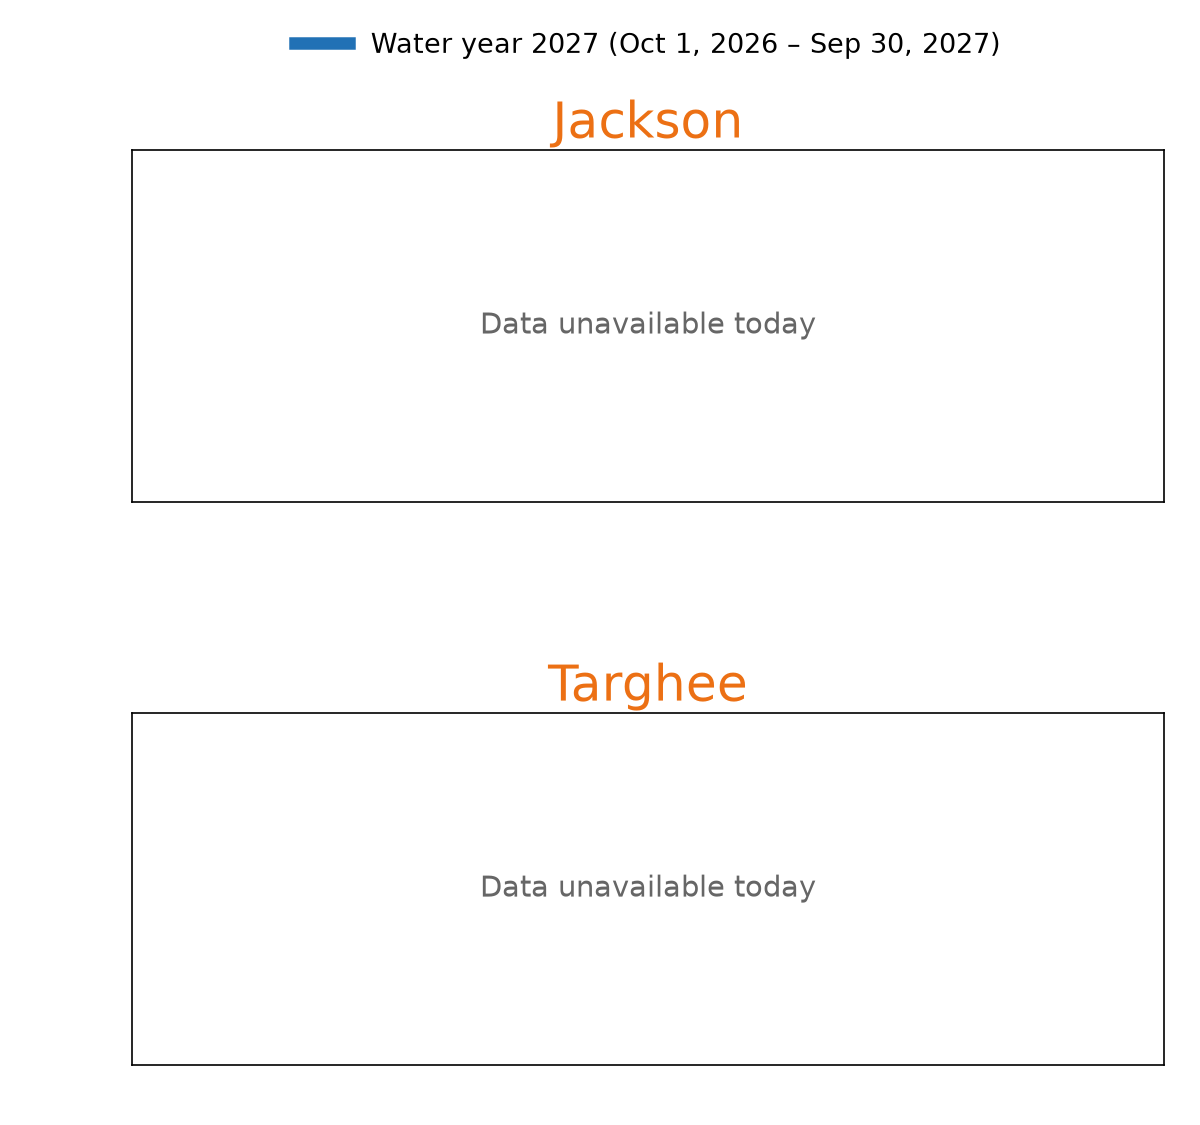 Water year 2027 (Oct 1, 2026 – Sep 30, 2027)
Jackson
Data unavailable today
Targhee
Data unavailable today